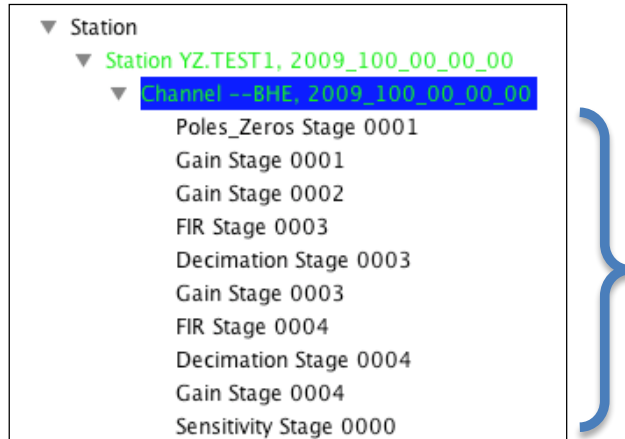 Station
Station YZ.TEST1, 2009_100_00_00_00
Channel --BHE, 2009_100_00_00_00
Poles_Zeros Stage 0001
Gain Stage 0001
Gain Stage 0002
FIR Stage 0003
Decimation Stage 0003
Gain Stage 0003
FIR Stage 0004
Decimation Stage 0004
Gain Stage 0004
Sensitivity Stage 0000